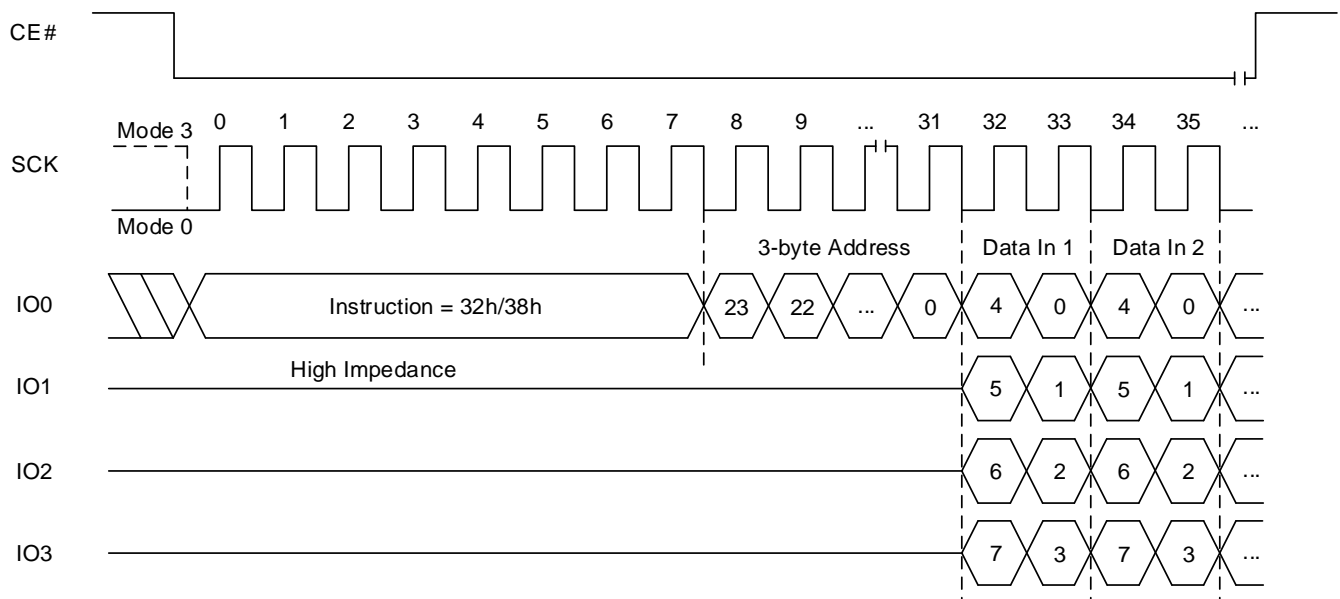 CE#
Mode 3 0 1 2 3 4 5 6 7 8 9 ... 31 32 33 34 35 ...
SCK
Mode 0
3-byte Address Data In 1 Data In 2
IO0 Instruction = 32h/38h 23 22 ... 0 4 0 4 0 ...
High Impedance
IO1 5 1 5 1 ...
IO2 6 2 6 2 ...
IO3 7 3 7 3 ...